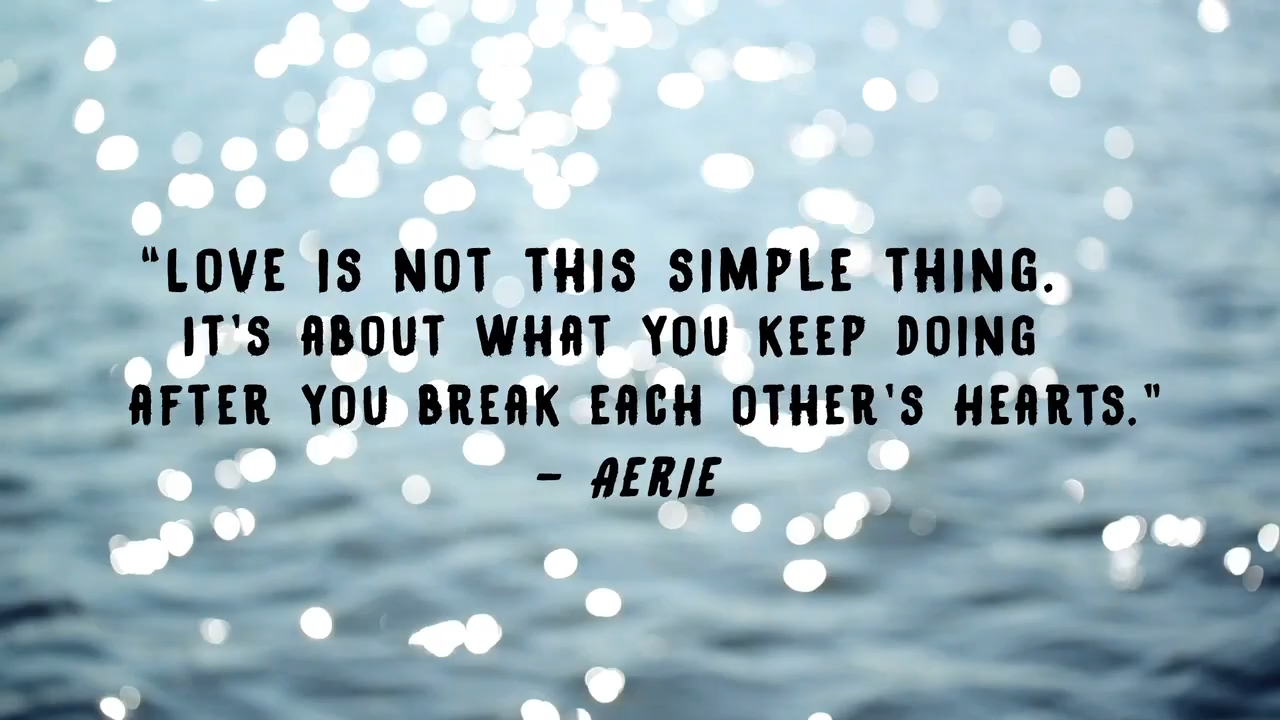 “LOVE IS NOT THIS SIMPLE THING.
IT'S ABOUT WHAT YOU KEEP DOING
AFTER YOU BREAK EACH OTHER'S HEARTS."
– AERIE